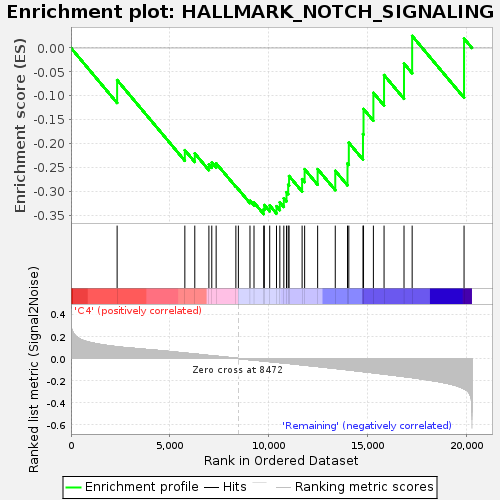 Enrichment plot: HALLMARK_NOTCH_SIGNALING
Enrichment score (ES)
0.00
-0.05
-0.10
-0.15
-0.20
-0.25
-0.30
-0.35
'C4' (positively correlated)
Ranked list metric (Signal2Noise)
0.4
0.2
0.0
-0.2
-0.4
-0.6
Zero cross at 8472
'Remaining' (negatively correlated)
0
5,000
10,000
15,000
20,000
Rank in Ordered Dataset
Enrichment profile
Hits
Ranking metric scores